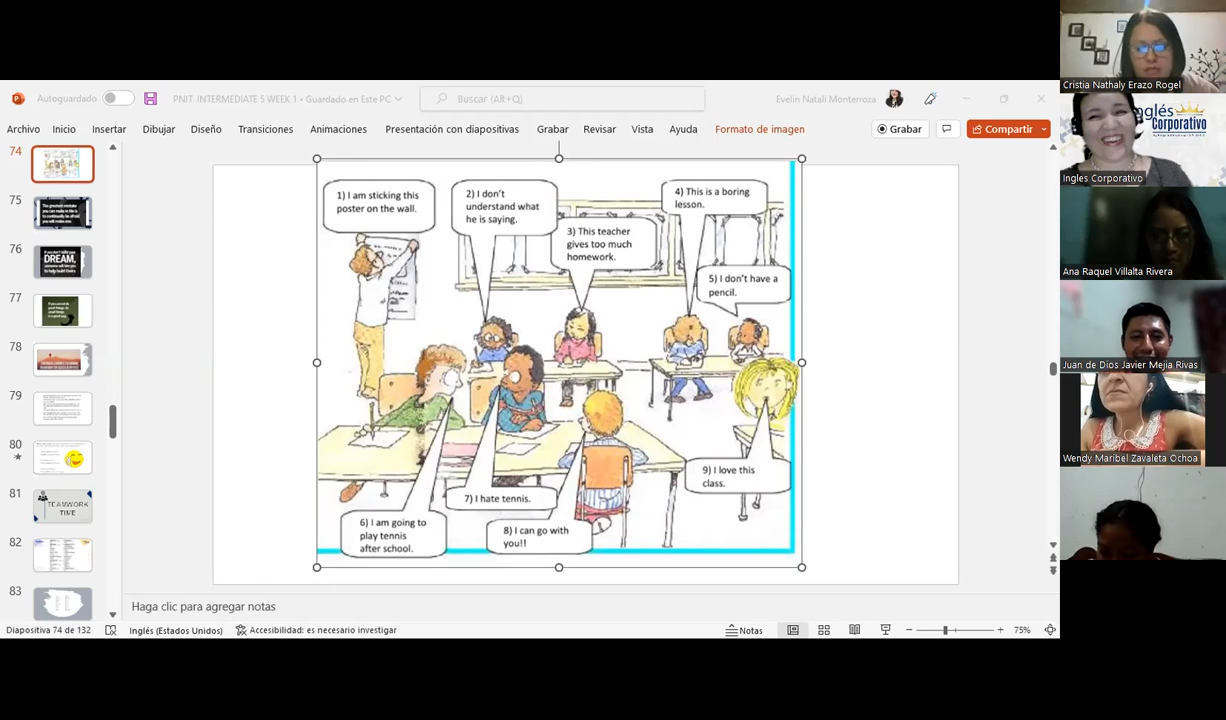 Autoguardado
PNIT INTERMEDIATE 5 WEEK 1 • Guardado en Este PC
Buscar (Alt+Q)
Evelin Natali Monterroza
Archivo Inicio Insertar Dibujar Diseño Transiciones Animaciones Presentación con diapositivas Grabar Revisar Vista Ayuda Formato de imagen
Grabar
Compartir
74
75
76
DREAM,
77
78
79
80
81
TEAMWORK
TIME
82
83
1) I am sticking this
poster on the wall.
2) I don't
understand what
he is saying.
3) This teacher
gives too much
homework.
4) This is a boring
lesson.
5) I don't have a
pencil.
6) I am going to
play tennis
after school.
7) I hate tennis.
8) I can go with
you!!
9) I love this
class.
Haga clic para agregar notas
Diapositiva 74 de 132
Inglés (Estados Unidos)
Accesibilidad: es necesario investigar
Notas
75%
Cristia Nathaly Erazo Rogel
Inglés
Corporativo
Ingles Corporativo
Ana Raquel Villalta Rivera
Juan de Dios Javier Mejia Rivas
Wendy Maribel Zavaleta Ochoa